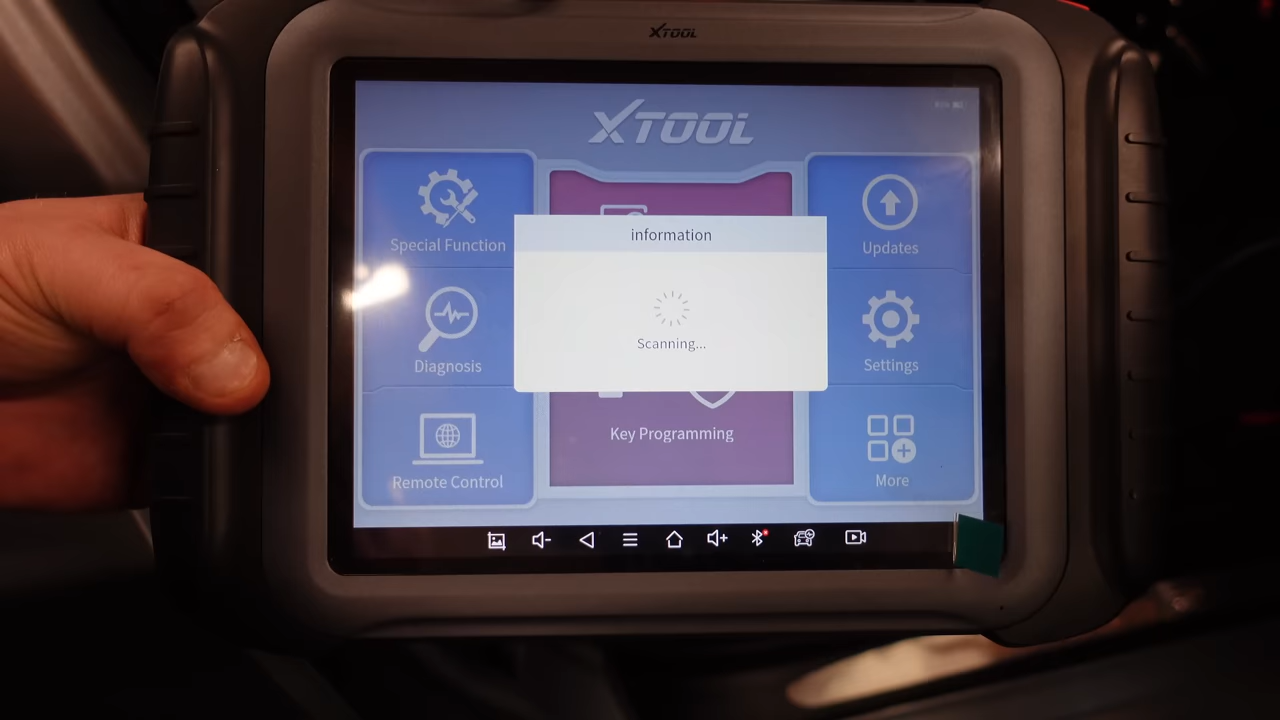 XTOOL
XTOOL
Special Function
Updates
information
Scanning...
Diagnosis
Settings
Key Programming
Remote Control
More